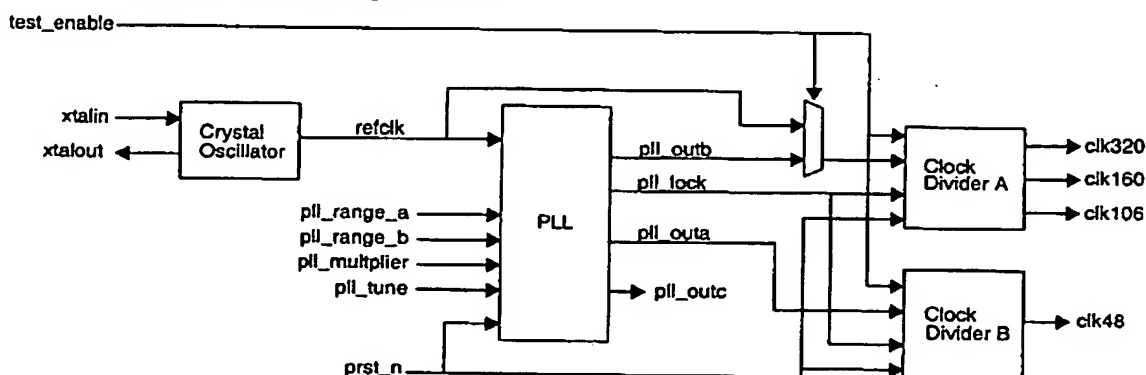 test_enable
xtalin
xtalout
Crystal
Oscillator
refclk
pll_outb
pll_lock
pll_outa
pll_outc
PLL
pll_range_a
pll_range_b
pll_multplier
pll_tune
prst_n
Clock
Divider A
clk320
clk160
clk106
Clock
Divider B
clk48